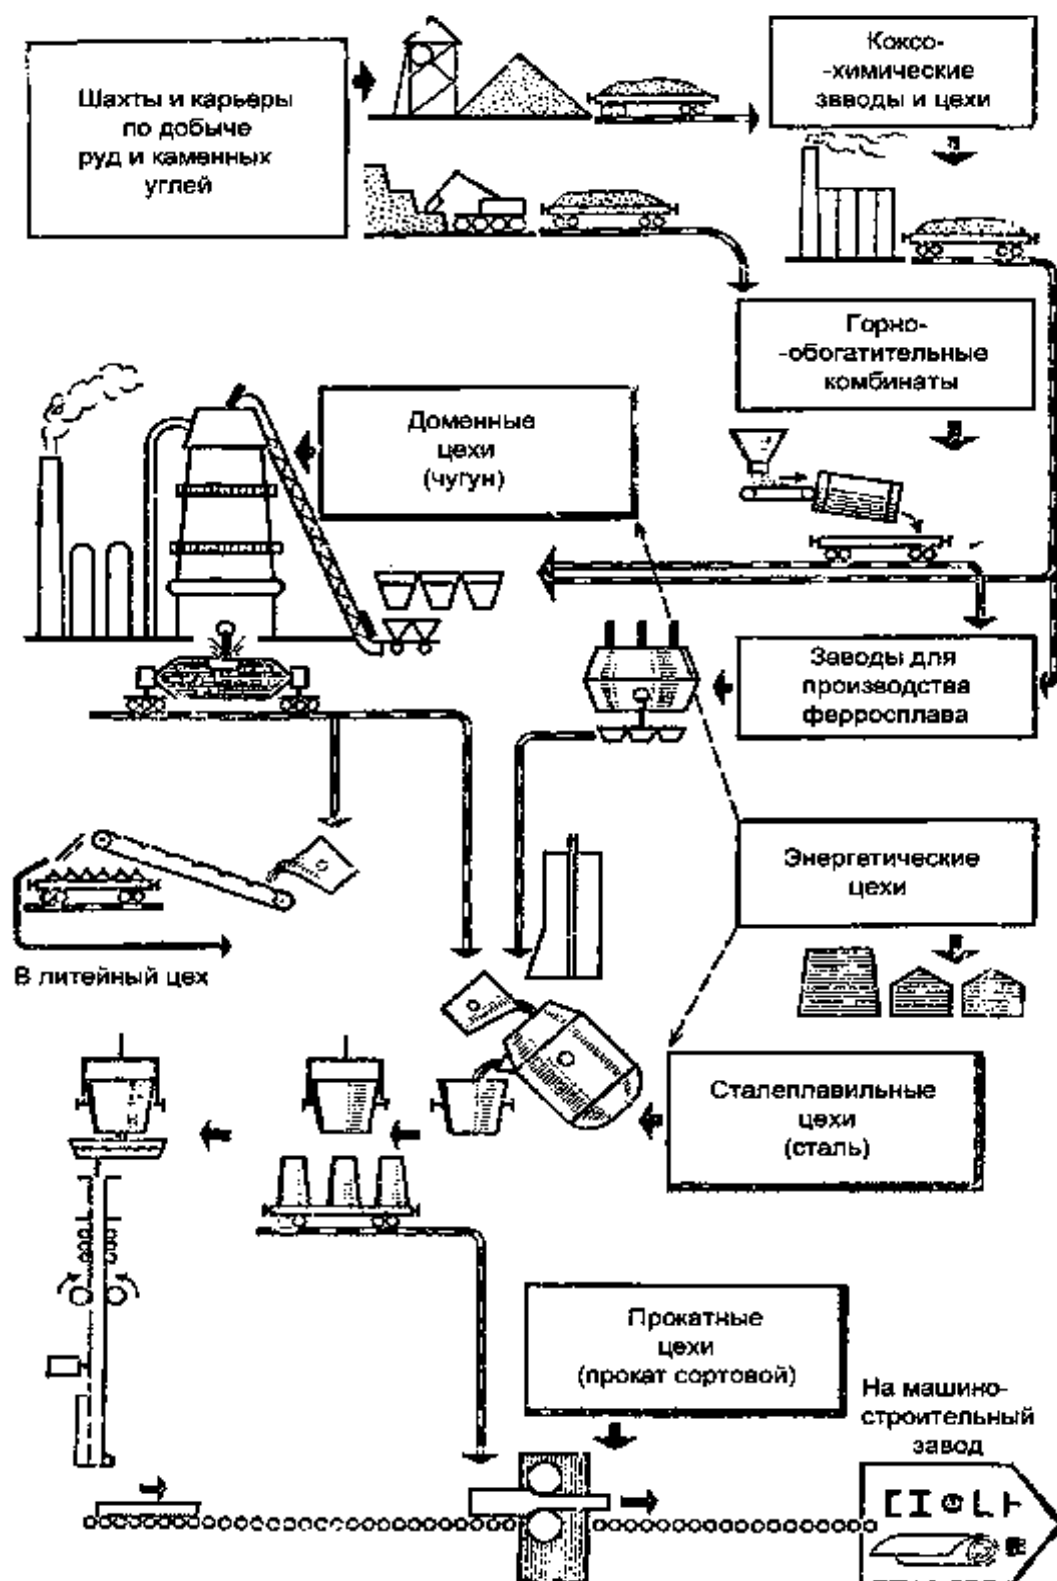 Шахты и карьеры
по добыче
руд и каменных
углей
Коксо-
-химические
заводы и цехи
Горно-
-обогатительные
комбинаты
Доменные
цехи
(чугун)
Заводы для
производства
ферросплава
Энергетические
цехи
В литейный цех
Сталеплавильные
цехи
(сталь)
Прокатные
цехи
(прокат сортовой)
На машино-
строительный
завод